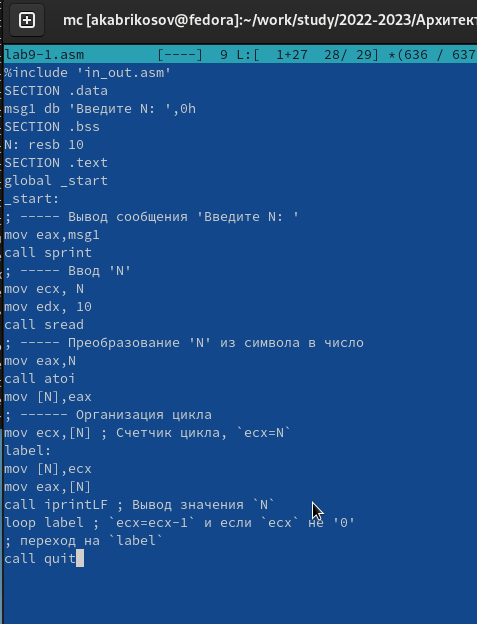 mc [akabrikosov@fedora]:~/work/study/2022-2023/Архитек
lab9-1.asm [----] 9 L:[ 1+27 28/ 29] *(636 / 637
%include 'in_out.asm'
SECTION .data
msg1 db 'Введите N: ',0h
SECTION .bss
N: resb 10
SECTION .text
global _start
_start:
; ----- Вывод сообщения 'Введите N: '
mov eax,msg1
call sprint
; ----- Ввод 'N'
mov ecx, N
mov edx, 10
call sread
; ----- Преобразование 'N' из символа в число
mov eax,N
call atoi
mov [N],eax
; ------ Организация цикла
mov ecx,[N] ; Счетчик цикла, `ecx=N`
label:
mov [N],ecx
mov eax,[N]
call iprintLF ; Вывод значения `N`
loop label ; `ecx=ecx-1` и если `ecx` не '0'
; переход на `label`
call quit